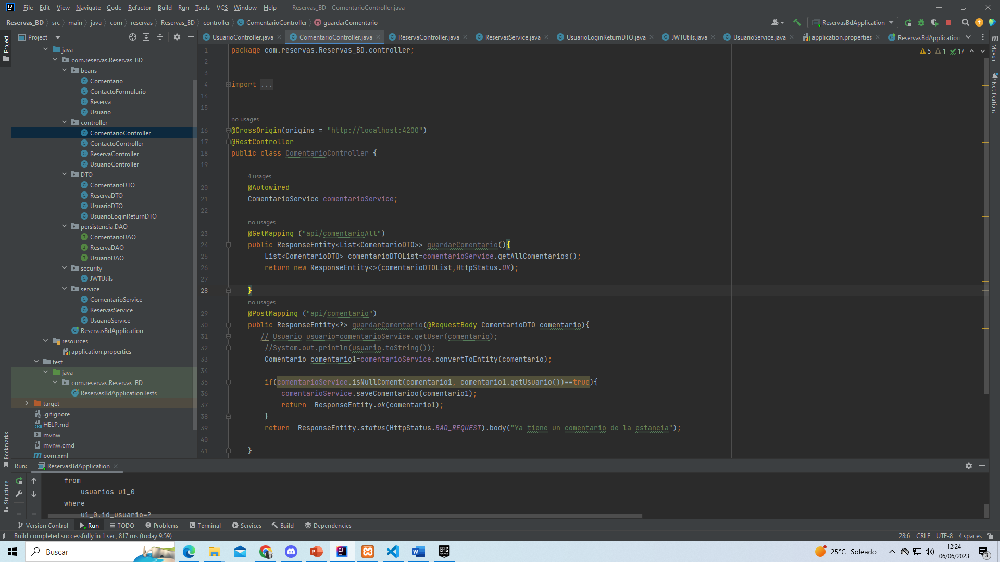 File Edit View Navigate Code Refactor Build Run Tools VCS Window Help Reservas_BD - ComentarioController.java
Reservas_BD src main java com reservas Reservas_BD controller ComentarioController guardarComentario ReservasBdApplication
Project UsuarioController.java ComentarioController.java ReservaController.java ReservasService.java UsuarioLoginReturnDTO.java JWTUtils.java UsuarioService.java application.properties ReservasBdApplication
Project
Bookmarks
Structure
Maven
Notifications
java
com.reservas.Reservas_BD
beans
Comentario
ContactoFormulario
Reserva
Usuario
controller
ComentarioController
ContactoController
ReservaController
UsuarioController
DTO
ComentarioDTO
ReservaDTO
UsuarioDTO
UsuarioLoginReturnDTO
persistencia.DAO
ComentarioDAO
ReservaDAO
UsuarioDAO
security
JWTUtils
service
ComentarioService
ReservasService
UsuarioService
ReservasBdApplication
resources
application.properties
test
java
com.reservas.Reservas_BD
ReservasBdApplicationTests
target
.gitignore
HELP.md
mvnw
mvnw.cmd
pom.xml
5 1 17
1 package com.reservas.Reservas_BD.controller;
2
3
4 import ...
14
15
no usages
16 @CrossOrigin(origins = "http://localhost:4200")
17 @RestController
18 public class ComentarioController {
19
4 usages
20 @Autowired
21 ComentarioService comentarioService;
22
no usages
23 @GetMapping ("api/comentarioAll")
24 public ResponseEntity<List<ComentarioDTO>> guardarComentario(){
25 List<ComentarioDTO> comentarioDTOList=comentarioService.getAllComentarios();
26 return new ResponseEntity<>(comentarioDTOList,HttpStatus.OK);
27
28 }
no usages
29 @PostMapping ("api/comentario")
30 public ResponseEntity<?> guardarComentario(@RequestBody ComentarioDTO comentario){
31 // Usuario usuario=comentarioService.getUser(comentario);
32 //System.out.println(usuario.toString());
33 Comentario comentario1=comentarioService.convertToEntity(comentario);
34
35 if(comentarioService.isNullComent(comentario1, comentario1.getUsuario())==true){
36 comentarioService.saveComentarioo(comentario1);
37 return ResponseEntity.ok(comentario1);
38 }
39 return ResponseEntity.status(HttpStatus.BAD_REQUEST).body("Ya tiene un comentario de la estancia");
40
41 }
Run: ReservasBdApplication
from
usuarios u1_0
where
u1_0.id_usuario=?
Version Control Run TODO Problems Terminal Services Build Dependencies
Build completed successfully in 1 sec, 817 ms (today 9:59) 28:6 CRLF UTF-8 4 spaces
Buscar
25°C Soleado
12:24
06/06/2023
3